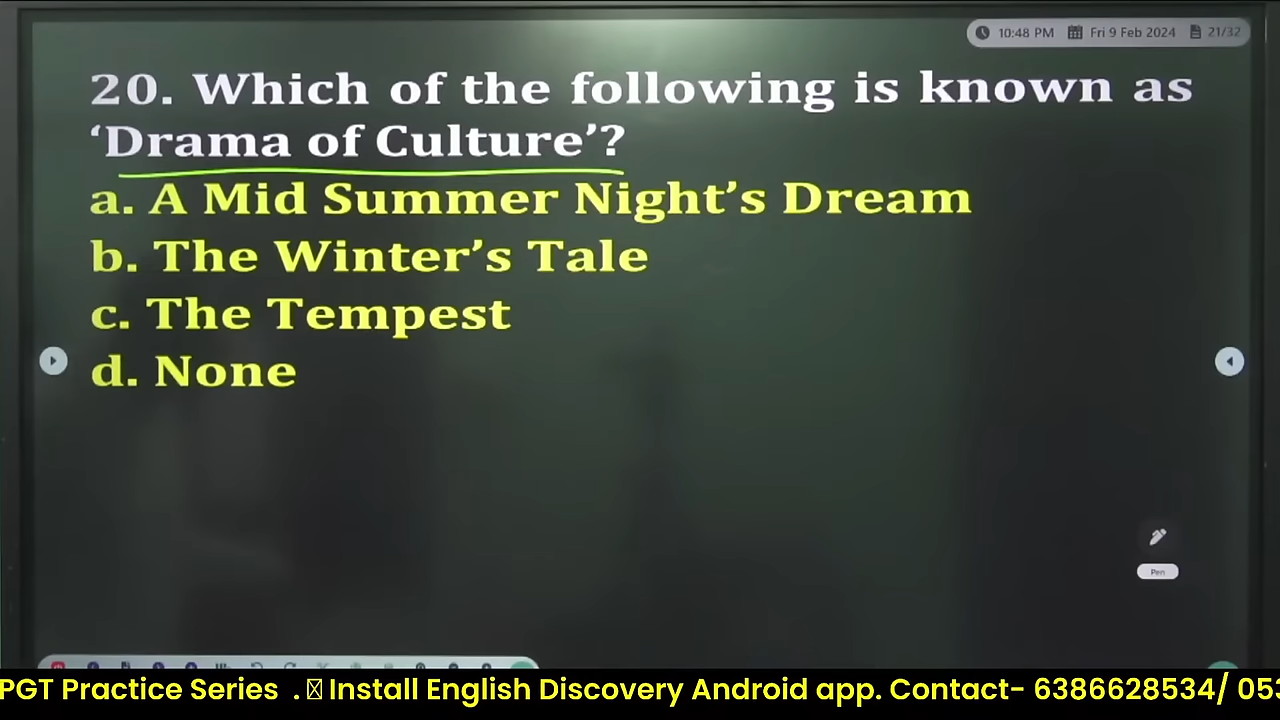 10:48 PM Fri 9 Feb 2024 21/32
20. Which of the following is known as
‘Drama of Culture’?
a. A Mid Summer Night’s Dream
b. The Winter’s Tale
c. The Tempest
d. None
Pen
PGT Practice Series . Install English Discovery Android app. Contact- 6386628534/ 053